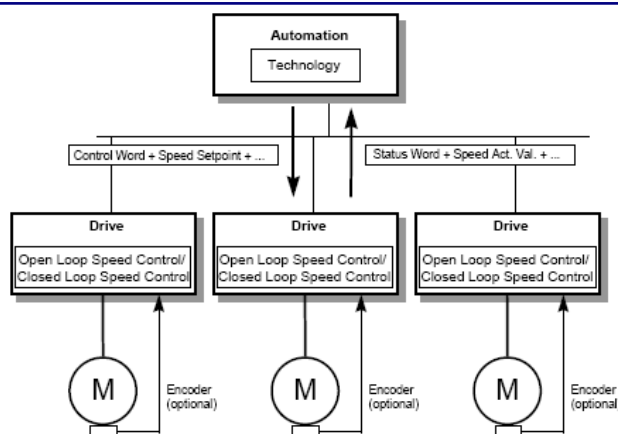 Automation
Technology
Control Word + Speed Setpoint + ...
Status Word + Speed Act. Val. + ...
Drive
Open Loop Speed Control/
Closed Loop Speed Control
Drive
Open Loop Speed Control/
Closed Loop Speed Control
Drive
Open Loop Speed Control/
Closed Loop Speed Control
M
Encoder
(optional)
M
Encoder
(optional)
M
Encoder
(optional)